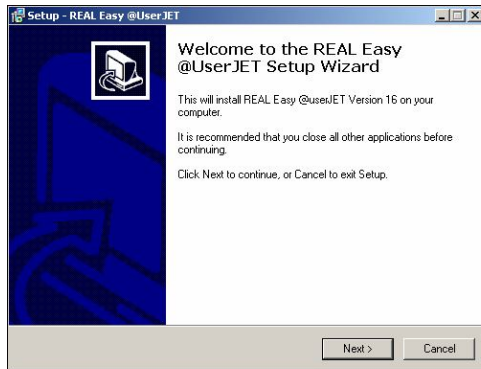 Setup - REAL Easy @UserJET
Welcome to the REAL Easy
@UserJET Setup Wizard
This will install REAL Easy @userJET Version 16 on your
computer.
It is recommended that you close all other applications before
continuing.
Click Next to continue, or Cancel to exit Setup.
Next >
Cancel